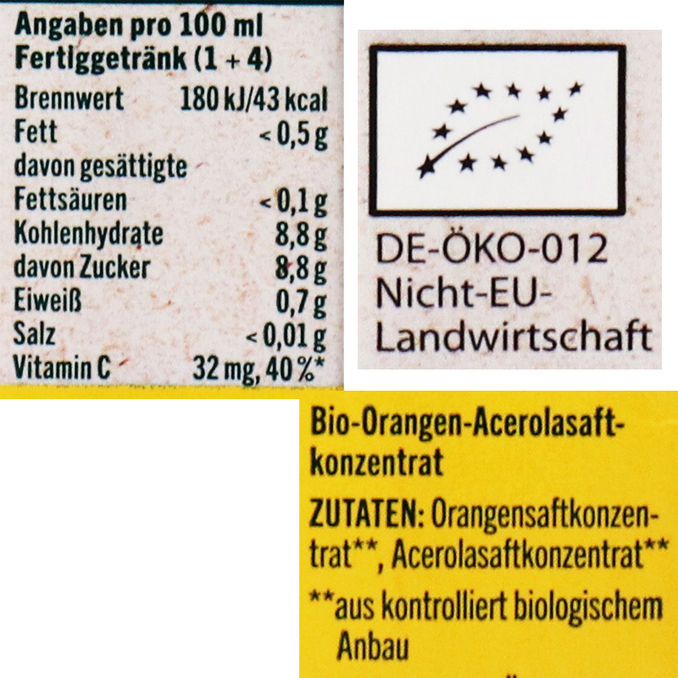 Angaben pro 100 ml
Fertiggetränk (1 + 4)
Brennwert 180 kJ/43 kcal
Fett < 0,5 g
davon gesättigte
Fettsäuren < 0,1 g
Kohlenhydrate 8,8 g
davon Zucker 8,8 g
Eiweiß 0,7 g
Salz < 0,01 g
Vitamin C 32 mg, 40 %*
DE-ÖKO-012
Nicht-EU-
Landwirtschaft
Bio-Orangen-Acerolasaft-
konzentrat
ZUTATEN: Orangensaftkonzen-
trat**, Acerolasaftkonzentrat**
**aus kontrolliert biologischem
Anbau